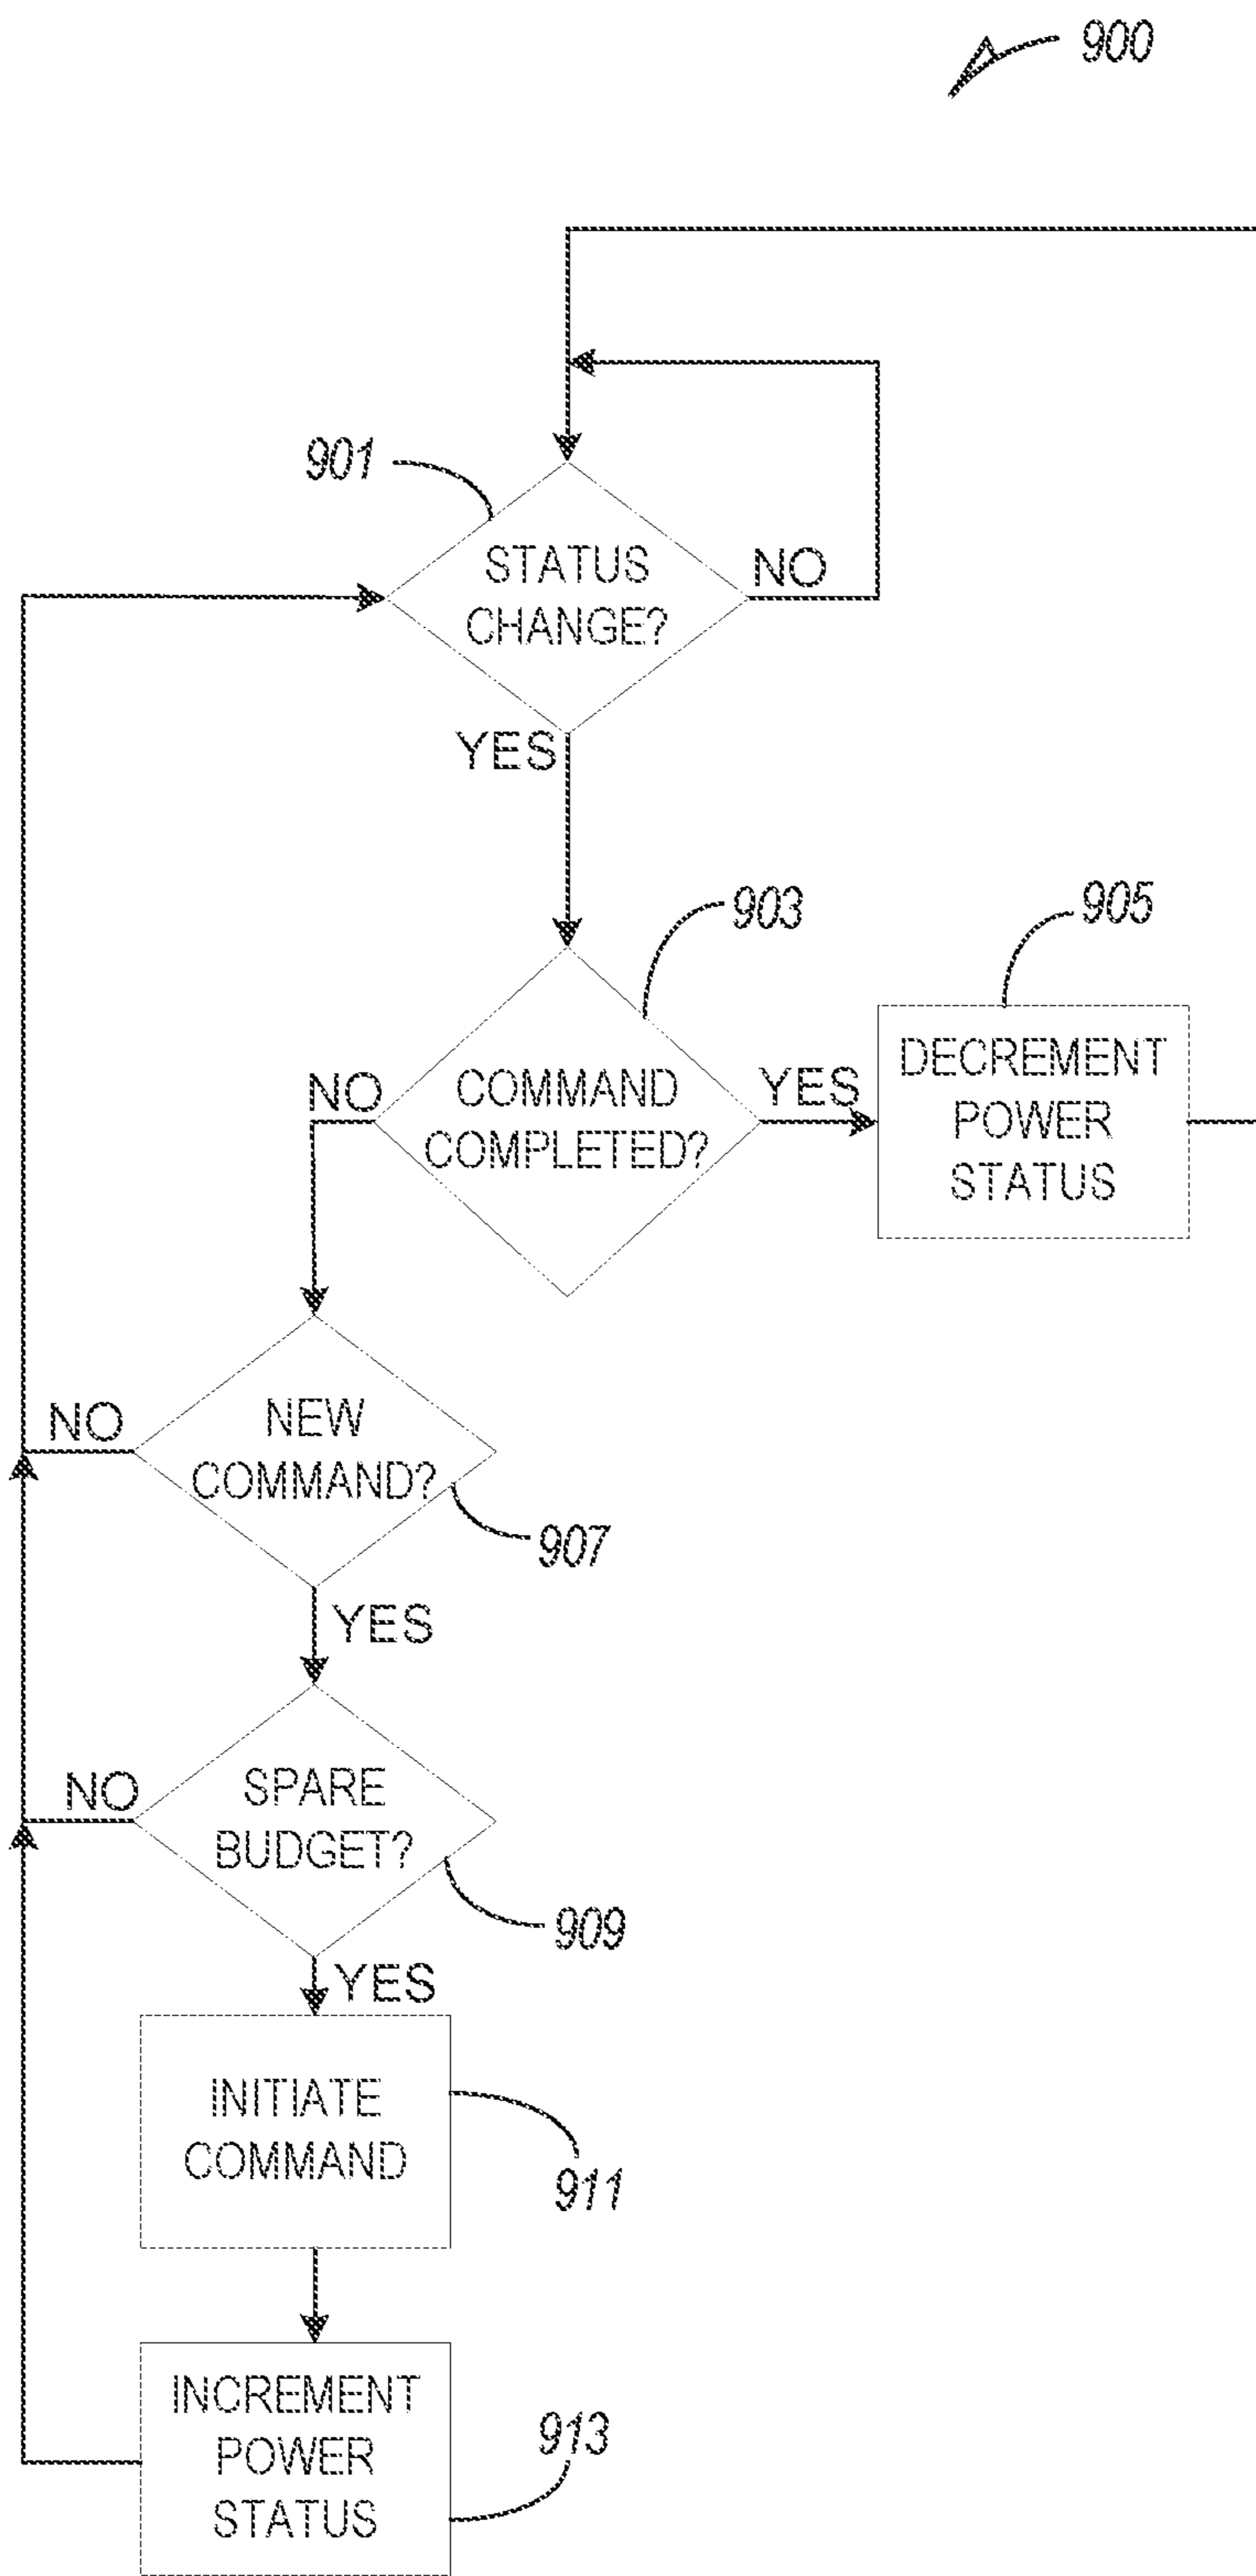 900
901
STATUS
CHANGE?
NO
YES
903
905
COMMAND
COMPLETED?
NO
YES
DECREMENT
POWER
STATUS
NEW
COMMAND?
NO
907
YES
SPARE
BUDGET?
NO
909
YES
INITIATE
COMMAND
911
INCREMENT
POWER
STATUS
913